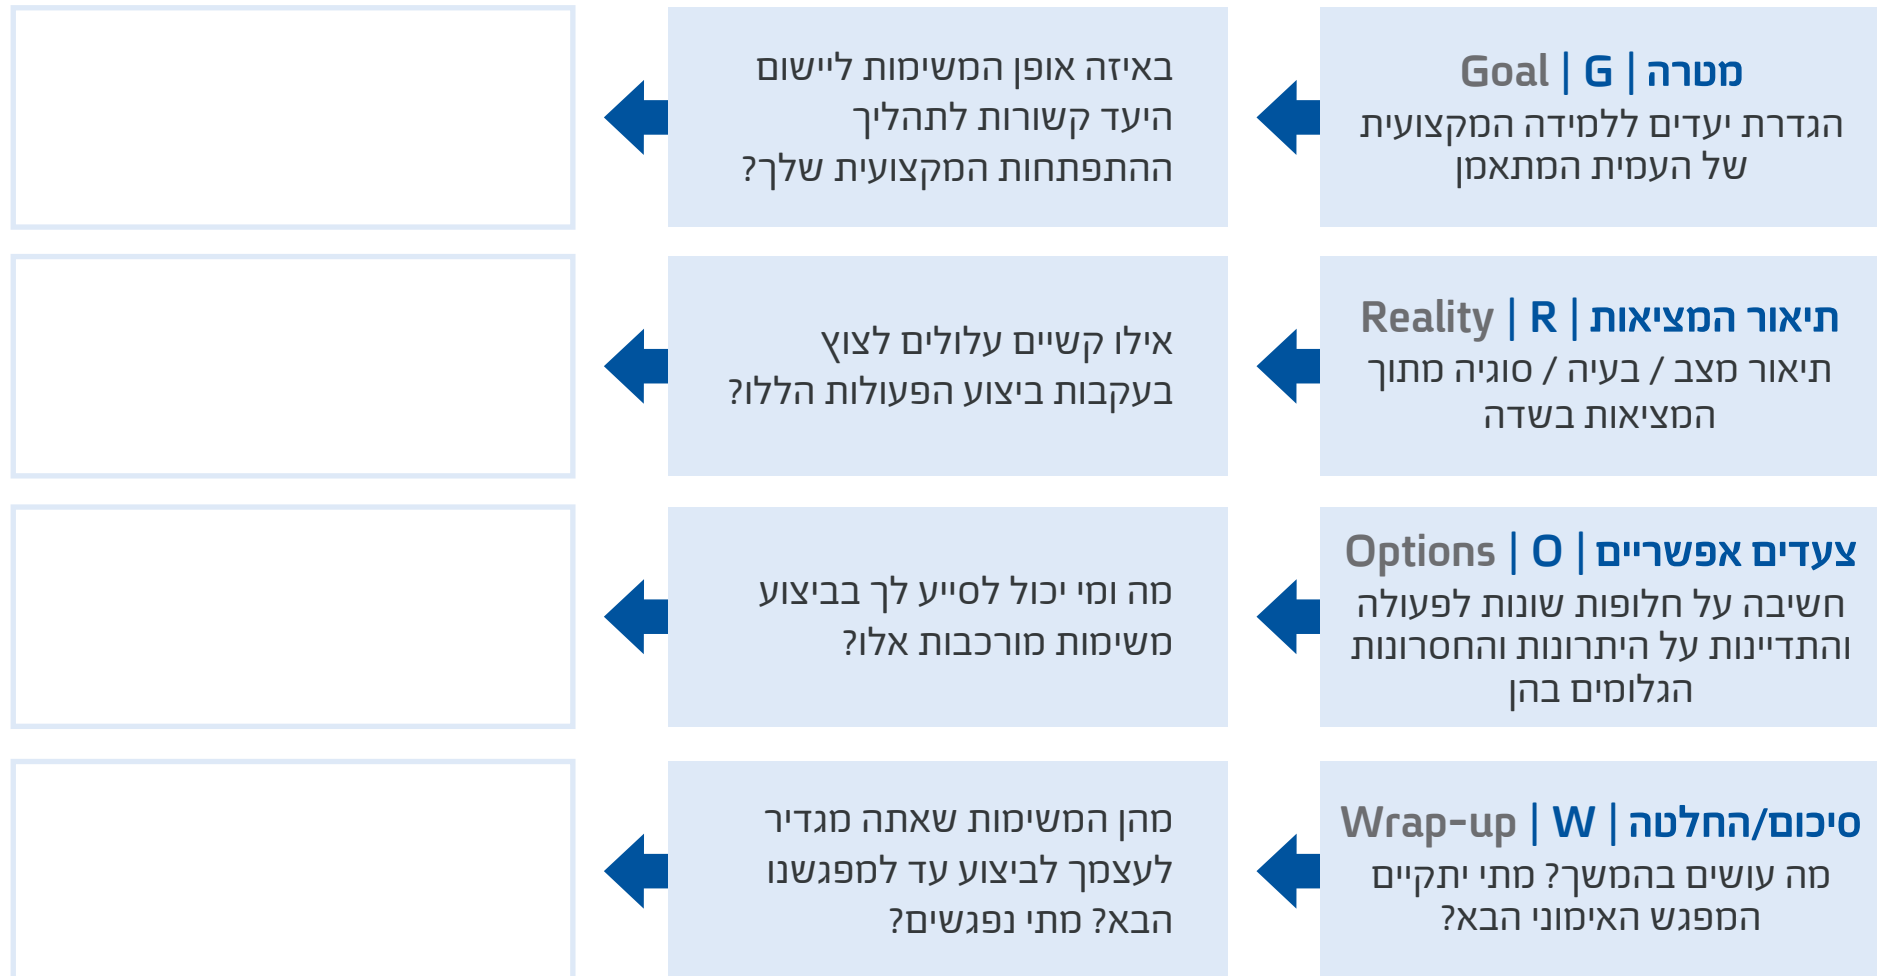 מטרה | G | Goal
הגדרת יעדים ללמידה המקצועית
של העמית המתאמן
באיזה אופן המשימות ליישום
היעד קשורות לתהליך
ההתפתחות המקצועית שלך?
תיאור המציאות | R | Reality
תיאור מצב / בעיה / סוגיה מתוך
המציאות בשדה
אילו קשיים עלולים לצוץ
בעקבות ביצוע הפעולות הללו?
צעדים אפשריים | O | Options
חשיבה על חלופות שונות לפעולה
והתדיינות על היתרונות והחסרונות
הגלומים בהן
מה ומי יכול לסייע לך בביצוע
משימות מורכבות אלו?
סיכום/החלטה | W | Wrap-up
מה עושים בהמשך? מתי יתקיים
המפגש האימוני הבא?
מהן המשימות שאתה מגדיר
לעצמך לביצוע עד למפגשנו
הבא? מתי נפגשים?